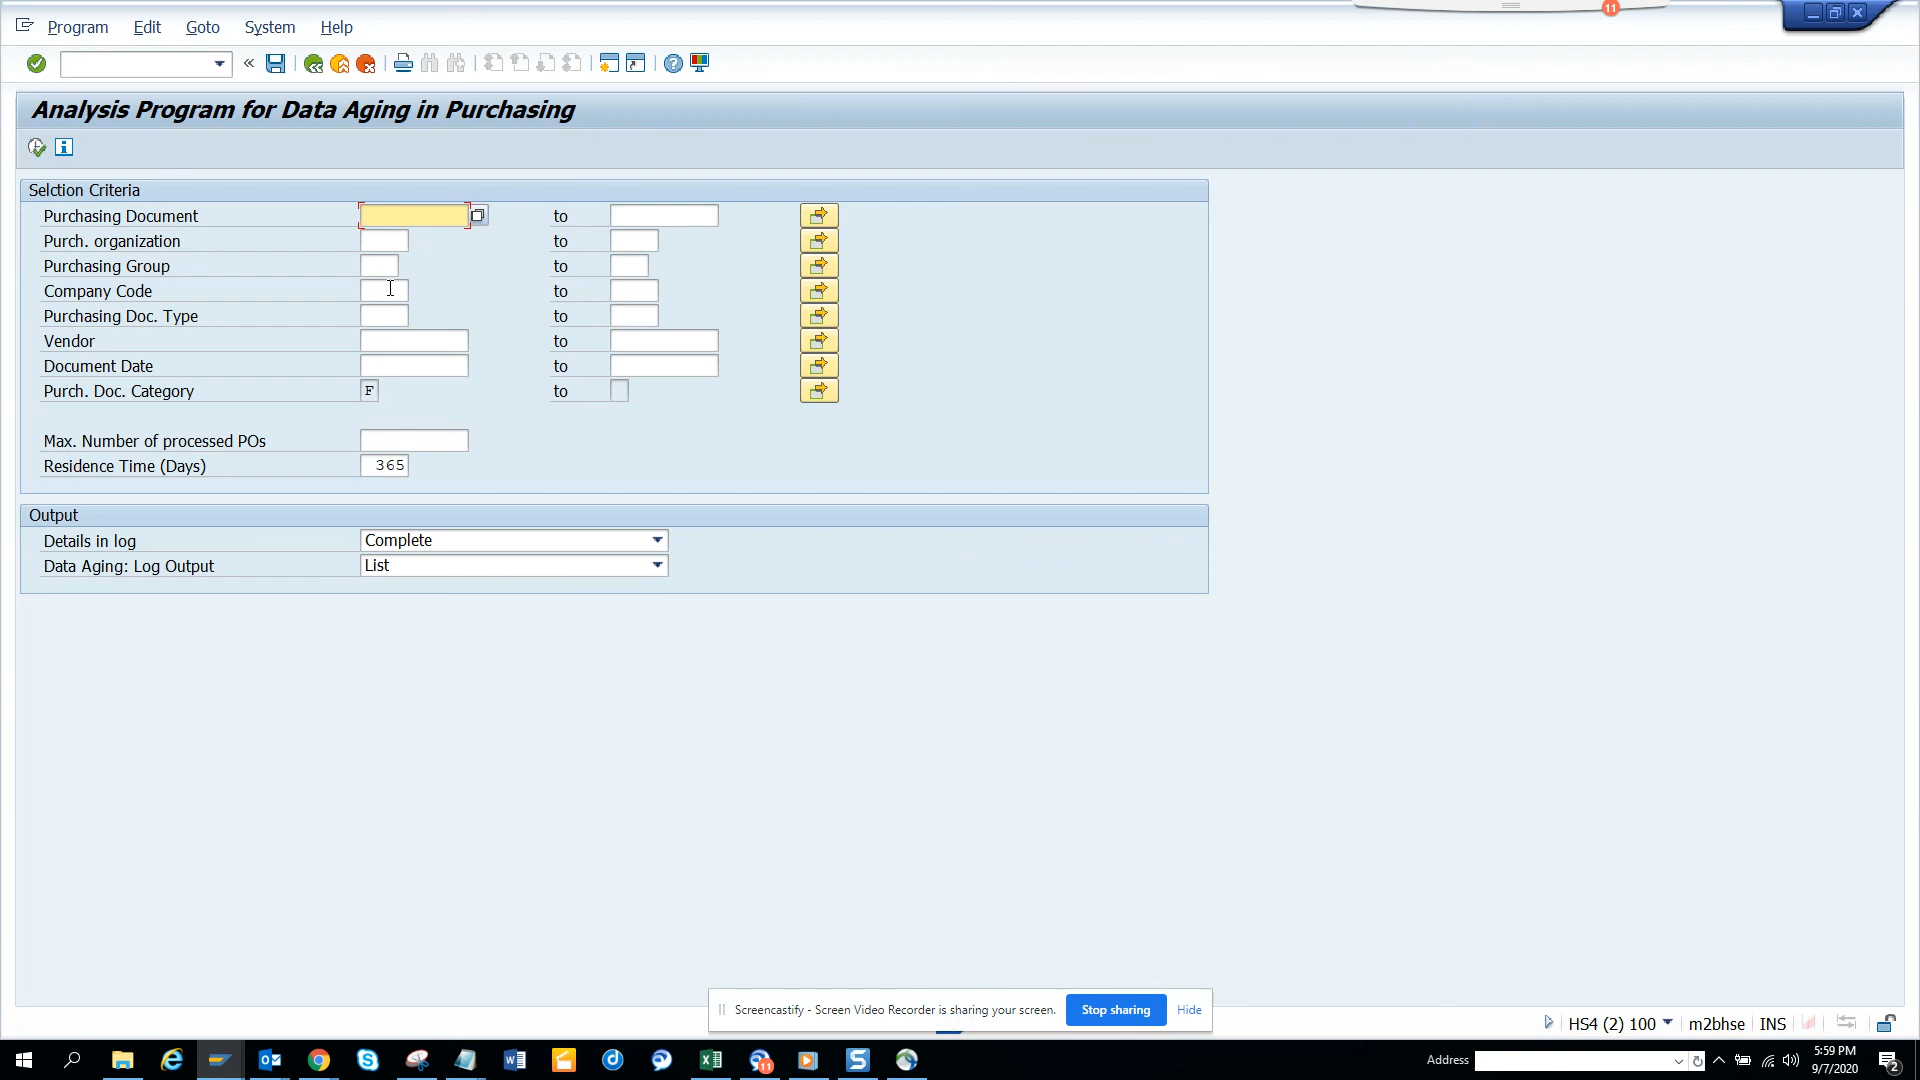 11
Program Edit Goto System Help
Analysis Program for Data Aging in Purchasing
Selction Criteria
Purchasing Document to
Purch. organization to
Purchasing Group to
Company Code to
Purchasing Doc. Type to
Vendor to
Document Date to
Purch. Doc. Category F to
Max. Number of processed POs
Residence Time (Days) 365
Output
Details in log Complete
Data Aging: Log Output List
Screencastify - Screen Video Recorder is sharing your screen. Stop sharing Hide
HS4 (2) 100 m2bhse INS
11 Address 5:59 PM
9/7/2020 2